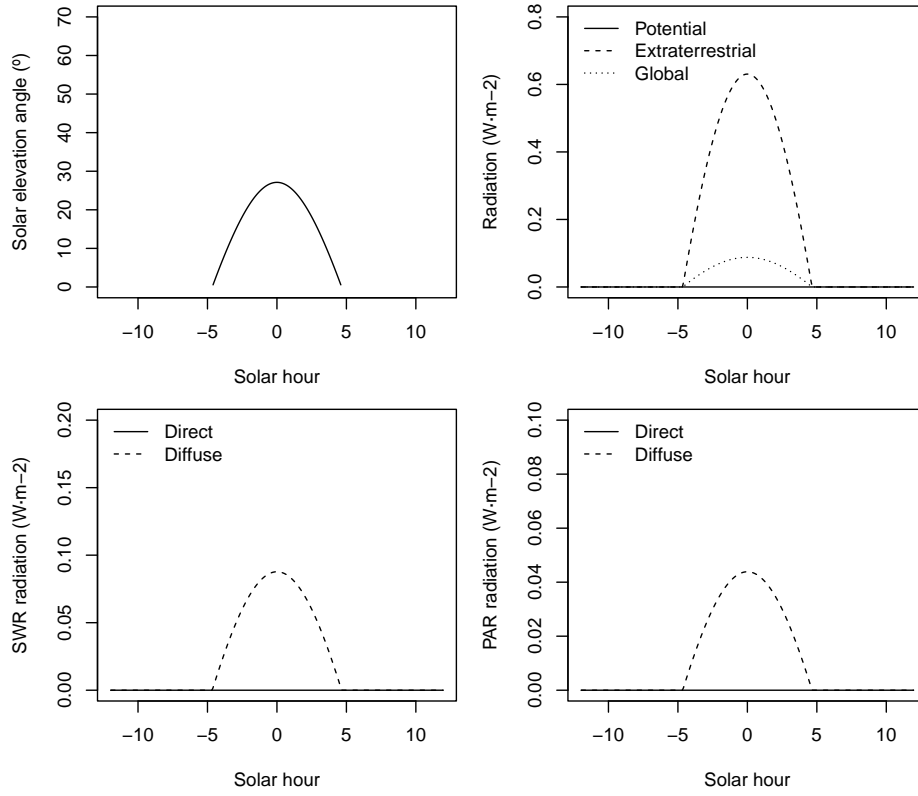 Solar elevation angle (º)
70
60
50
40
30
20
10
0
−10 −5 0 5 10
Solar hour
Radiation (W·m−2)
0.8
0.6
0.4
0.2
0.0
Potential
Extraterrestrial
Global
−10 −5 0 5 10
Solar hour
SWR radiation (W·m−2)
0.20
0.15
0.10
0.05
0.00
Direct
Diffuse
−10 −5 0 5 10
Solar hour
PAR radiation (W·m−2)
0.10
0.08
0.06
0.04
0.02
0.00
Direct
Diffuse
−10 −5 0 5 10
Solar hour